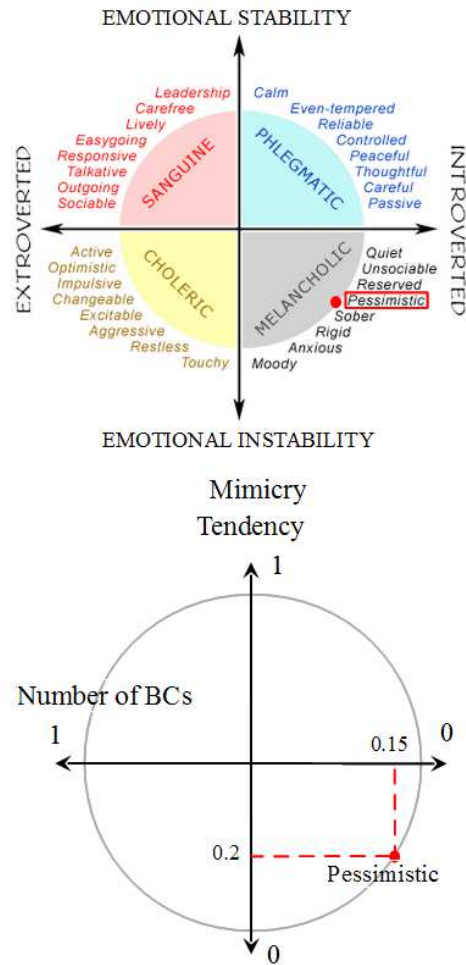 EMOTIONAL STABILITY
EXTROVERTED
INTROVERTED
Leadership
Carefree
Lively
Easygoing
Responsive
Talkative
Outgoing
Sociable
SANGUINE
Calm
Even-tempered
Reliable
Controlled
Peaceful
Thoughtful
Careful
Passive
PHLEGMATIC
Active
Optimistic
Impulsive
Changeable
Excitable
Aggressive
Restless
Touchy
CHOLERIC
Quiet
Unsociable
Reserved
Pessimistic
Sober
Rigid
Anxious
Moody
MELANCHOLIC
EMOTIONAL INSTABILITY
Mimicry
Tendency
1
Number of BCs
1
0
0.15
0.2
Pessimistic
0